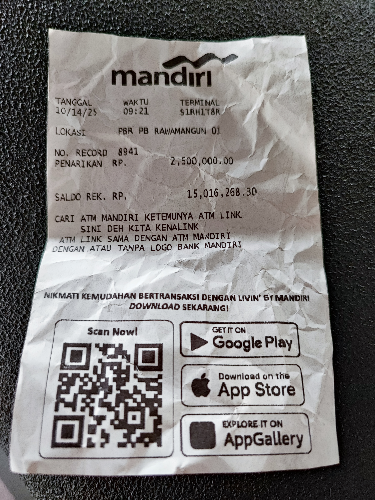 mandiri
TANGGAL WAKTU TERMINAL
10/14/25 09:21 S1RH1T8R
LOKASI PBR PB RAWAMANGUN 01
NO. RECORD 8941
PENARIKAN RP. 2,500,000.00
SALDO REK. RP. 15,016,268.30
CARI ATM MANDIRI KETEMUNYA ATM LINK
SINI DEH KITA KENALINK
ATM LINK SAMA DENGAN ATM MANDIRI
DENGAN ATAU TANPA LOGO BANK MANDIRI
NIKMATI KEMUDAHAN BERTRANSAKSI DENGAN LIVIN' BY MANDIRI
DOWNLOAD SEKARANG!
Scan Now!
GET IT ON
Google Play
Download on the
App Store
EXPLORE IT ON
AppGallery